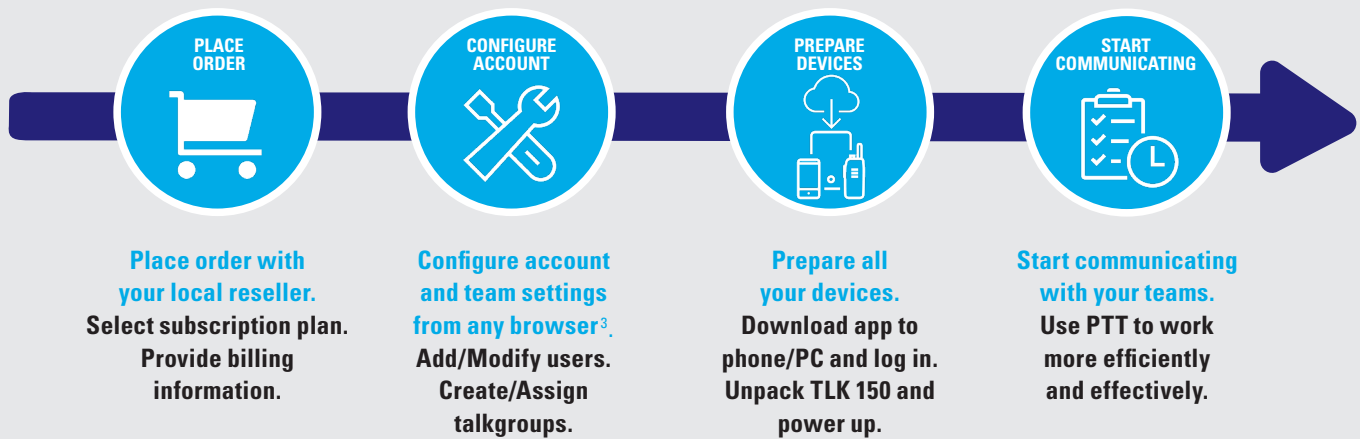 PLACE
ORDER
CONFIGURE
ACCOUNT
PREPARE
DEVICES
START
COMMUNICATING
Place order with
your local reseller.
Select subscription plan.
Provide billing
information.
Configure account
and team settings
from any browser³.
Add/Modify users.
Create/Assign
talkgroups.
Prepare all
your devices.
Download app to
phone/PC and log in.
Unpack TLK 150 and
power up.
Start communicating
with your teams.
Use PTT to work
more efficiently
and effectively.